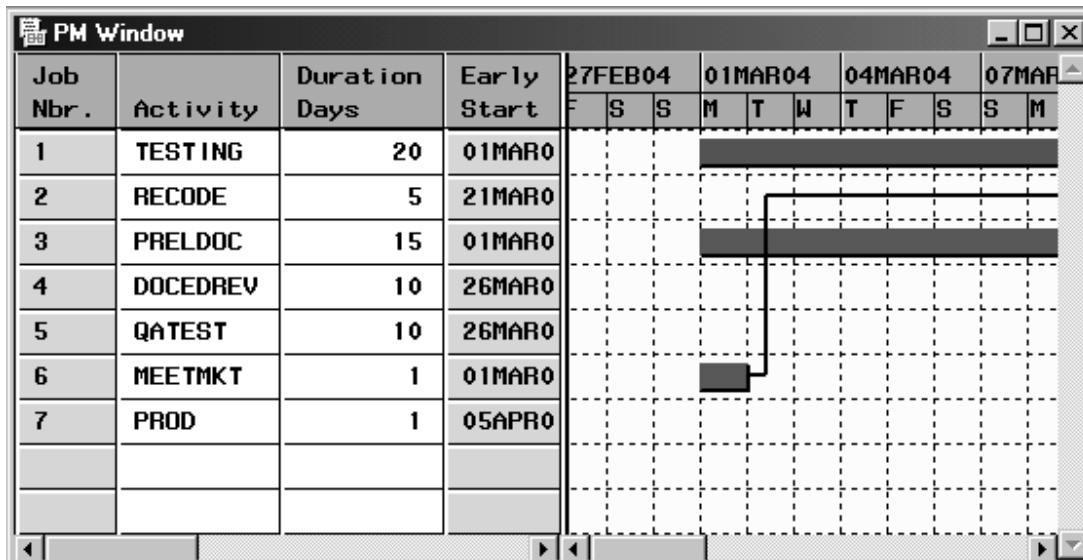 PM Window
Job Nbr. Activity Duration Days Early Start 27FEB04 01MAR04 04MAR04 07MAR
F S S M T W T F S S M
1 TESTING 20 01MAR0
2 RECODE 5 21MAR0
3 PRELDOC 15 01MAR0
4 DOCEDREV 10 26MAR0
5 QATEST 10 26MAR0
6 MEETMKT 1 01MAR0
7 PROD 1 05APR0